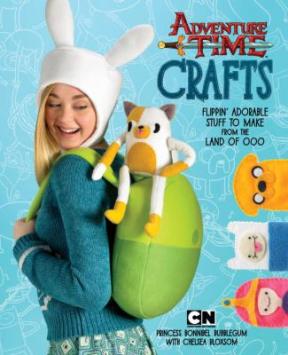 ADVENTURE
TIME
CRAFTS
FLIPPIN' ADORABLE
STUFF TO MAKE
FROM THE
LAND OF OOO
CN
PRINCESS BONNIBEL BUBBLEGUM
WITH CHELSEA BLOXSOM